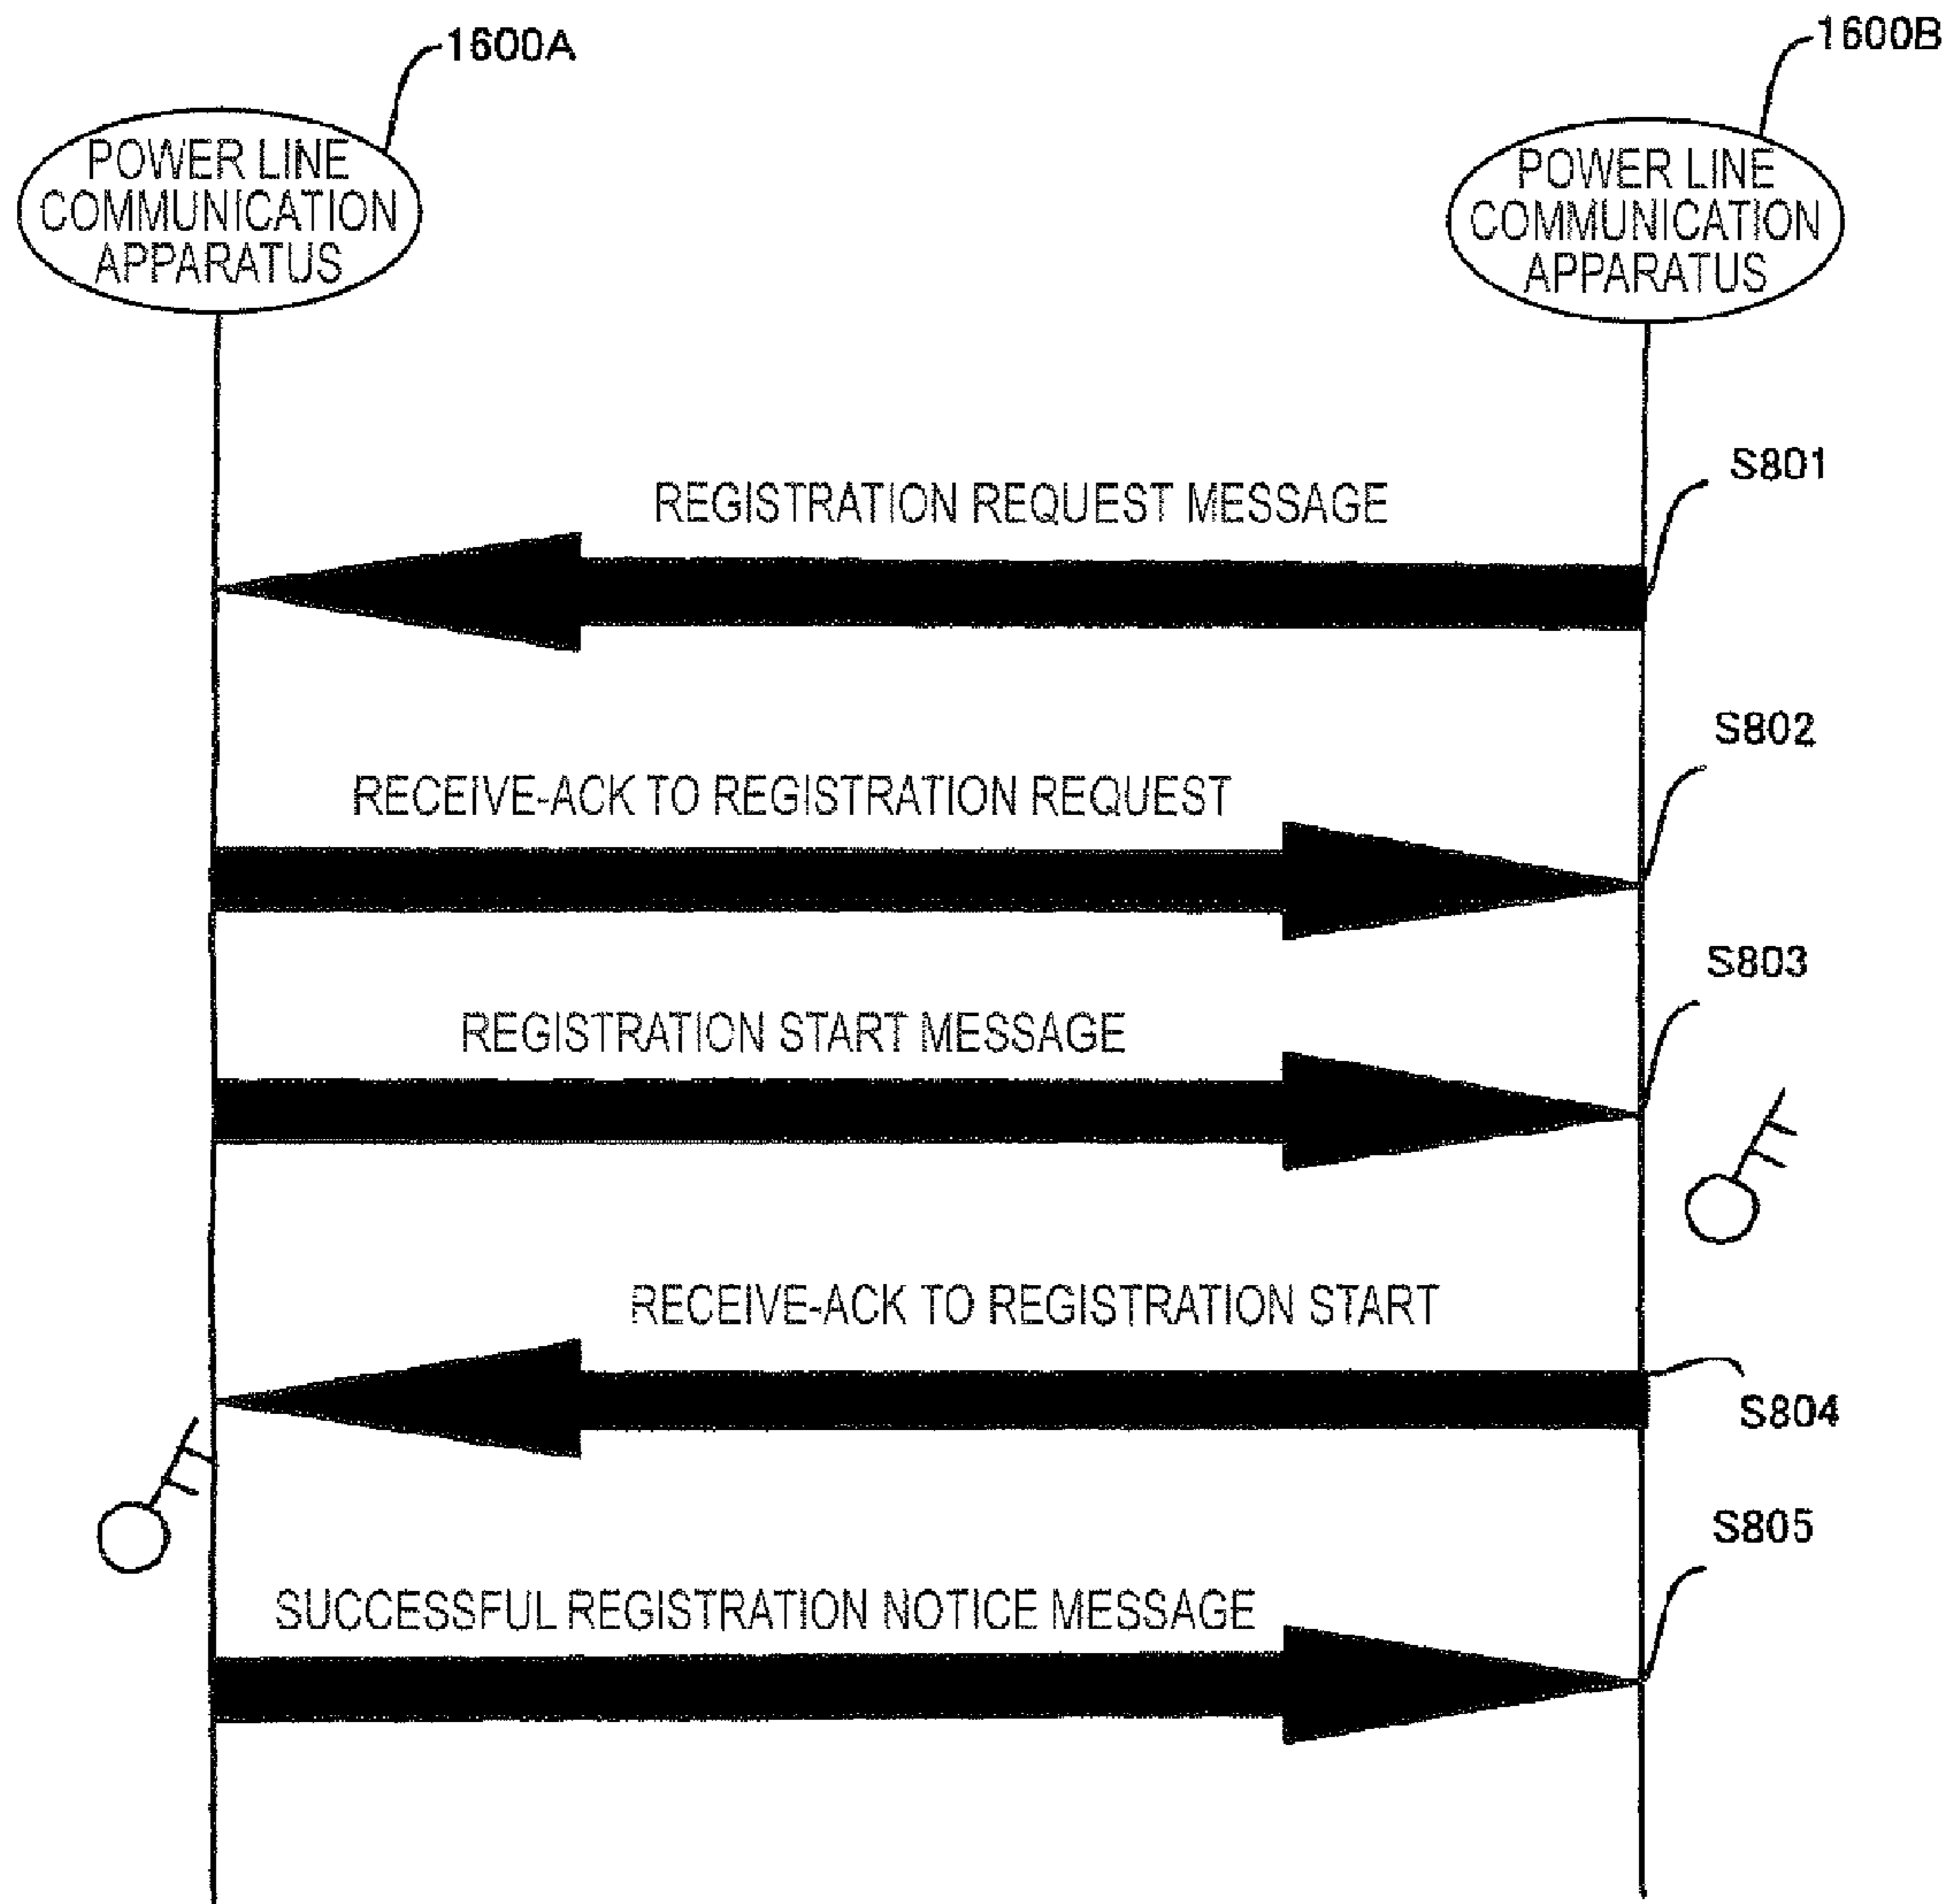 1600A
1600B
POWER LINE
COMMUNICATION
APPARATUS
POWER LINE
COMMUNICATION
APPARATUS
S801
REGISTRATION REQUEST MESSAGE
S802
RECEIVE-ACK TO REGISTRATION REQUEST
S803
REGISTRATION START MESSAGE
RECEIVE-ACK TO REGISTRATION START
S804
S805
SUCCESSFUL REGISTRATION NOTICE MESSAGE